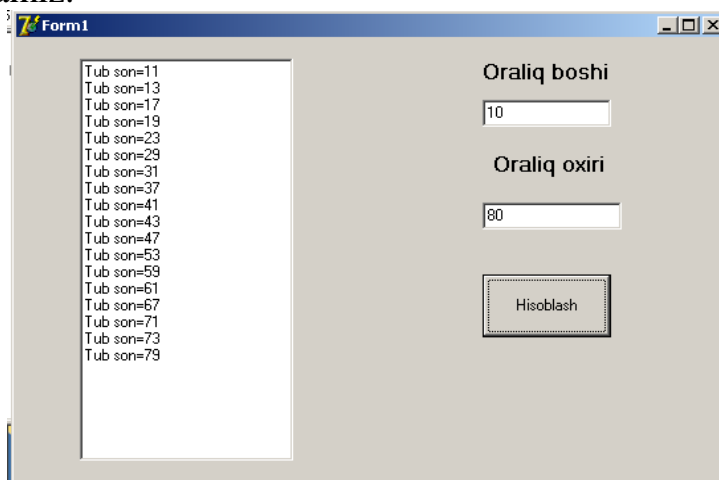 Form1
Tub son=11
Tub son=13
Tub son=17
Tub son=19
Tub son=23
Tub son=29
Tub son=31
Tub son=37
Tub son=41
Tub son=43
Tub son=47
Tub son=53
Tub son=59
Tub son=61
Tub son=67
Tub son=71
Tub son=73
Tub son=79
Oraliq boshi
10
Oraliq oxiri
80
Hisoblash